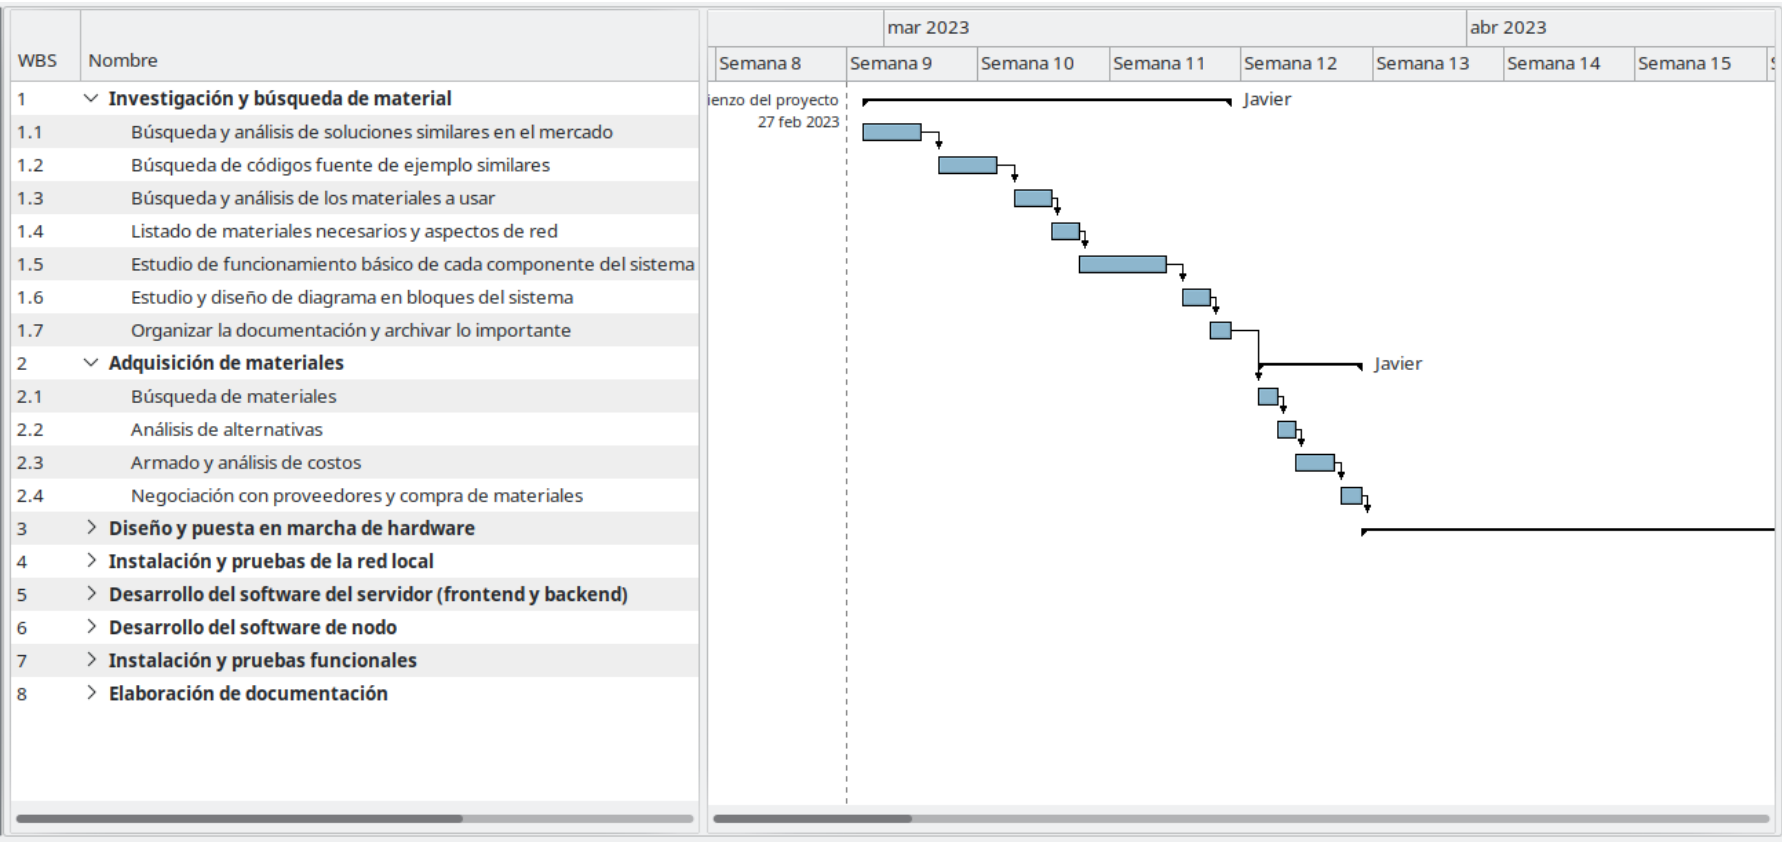 WBS Nombre
mar 2023 abr 2023
Semana 8 Semana 9 Semana 10 Semana 11 Semana 12 Semana 13 Semana 14 Semana 15
1 Investigación y búsqueda de material
ienzo del proyecto
27 feb 2023
Javier
1.1 Búsqueda y análisis de soluciones similares en el mercado
1.2 Búsqueda de códigos fuente de ejemplo similares
1.3 Búsqueda y análisis de los materiales a usar
1.4 Listado de materiales necesarios y aspectos de red
1.5 Estudio de funcionamiento básico de cada componente del sistema
1.6 Estudio y diseño de diagrama en bloques del sistema
1.7 Organizar la documentación y archivar lo importante
2 Adquisición de materiales
Javier
2.1 Búsqueda de materiales
2.2 Análisis de alternativas
2.3 Armado y análisis de costos
2.4 Negociación con proveedores y compra de materiales
3 Diseño y puesta en marcha de hardware
4 Instalación y pruebas de la red local
5 Desarrollo del software del servidor (frontend y backend)
6 Desarrollo del software de nodo
7 Instalación y pruebas funcionales
8 Elaboración de documentación